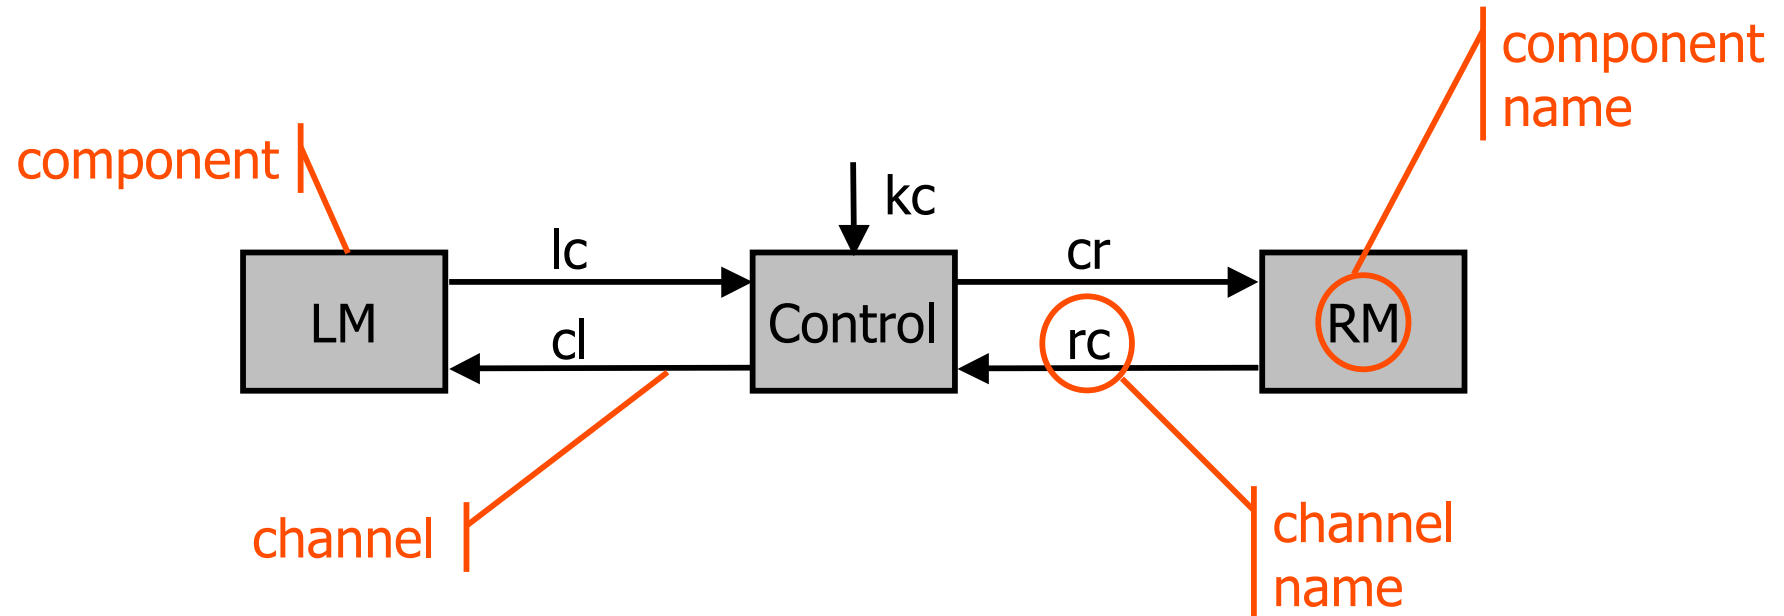 component
name
component
kc
lc
cr
LM
Control
RM
cl
rc
channel
channel
name